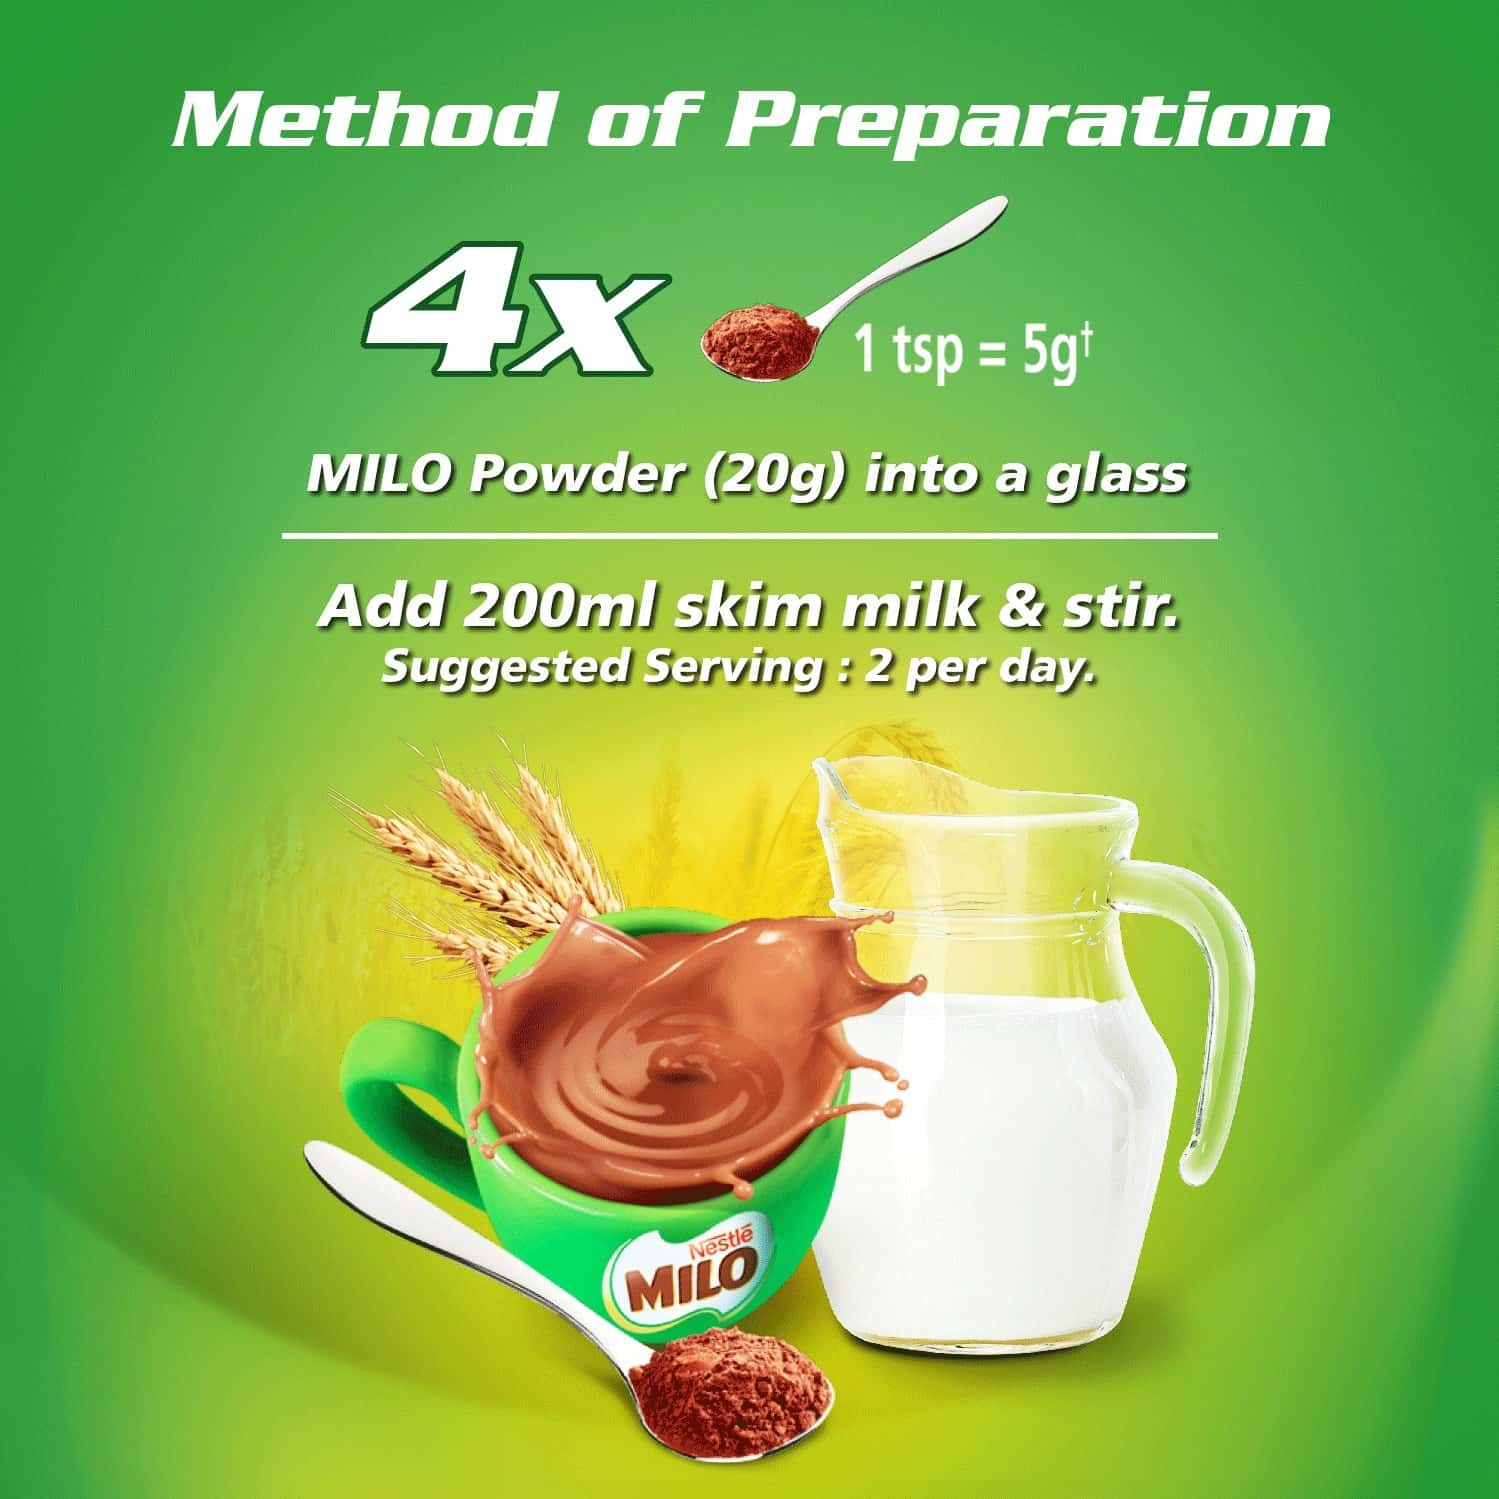 Method of Preparation
4x
1 tsp = 5g†
MILO Powder (20g) into a glass
Add 200ml skim milk & stir.
Suggested Serving : 2 per day.
Nestlé
MILO